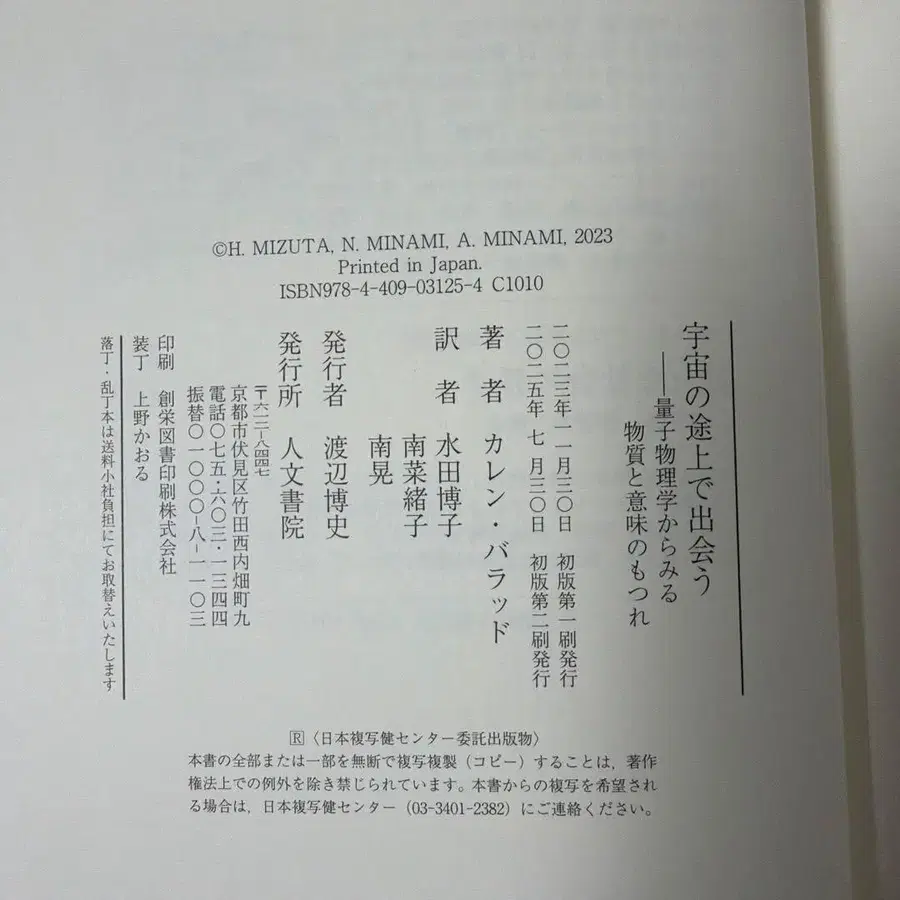 ©H. MIZUTA, N. MINAMI, A. MINAMI, 2023
Printed in Japan.
ISBN978-4-409-03125-4 C1010
宇宙の途上で出会う
——量子物理学からみる
物質と意味のもつれ
二〇二三年一一月三〇日　初版第一刷発行
二〇二五年　七　月三〇日　初版第二刷発行
著　者　カレン・バラッド
訳　者　水田博子
南菜緒子
南晃
発行者　渡辺博史
発行所　人文書院
〒六一二-八四四七
京都市伏見区竹田西内畑町九
電話〇七五・六〇三・一三四四
振替〇一〇〇〇-八-一一〇三
印刷　創栄図書印刷株式会社
装丁　上野かおる
落丁・乱丁本は送料小社負担にてお取替えいたします
R〈日本複写健センター委託出版物〉
本書の全部または一部を無断で複写複製（コピー）することは，著作
権法上での例外を除き禁じられています。本書からの複写を希望され
る場合は，日本複写健センター（03-3401-2382）にご連絡ください。